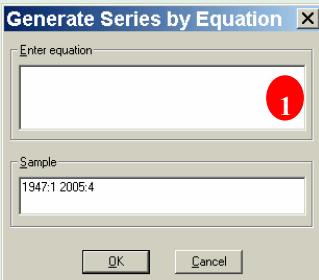 Generate Series by Equation
Enter equation
1
Sample
1947:1 2005:4
OK
Cancel